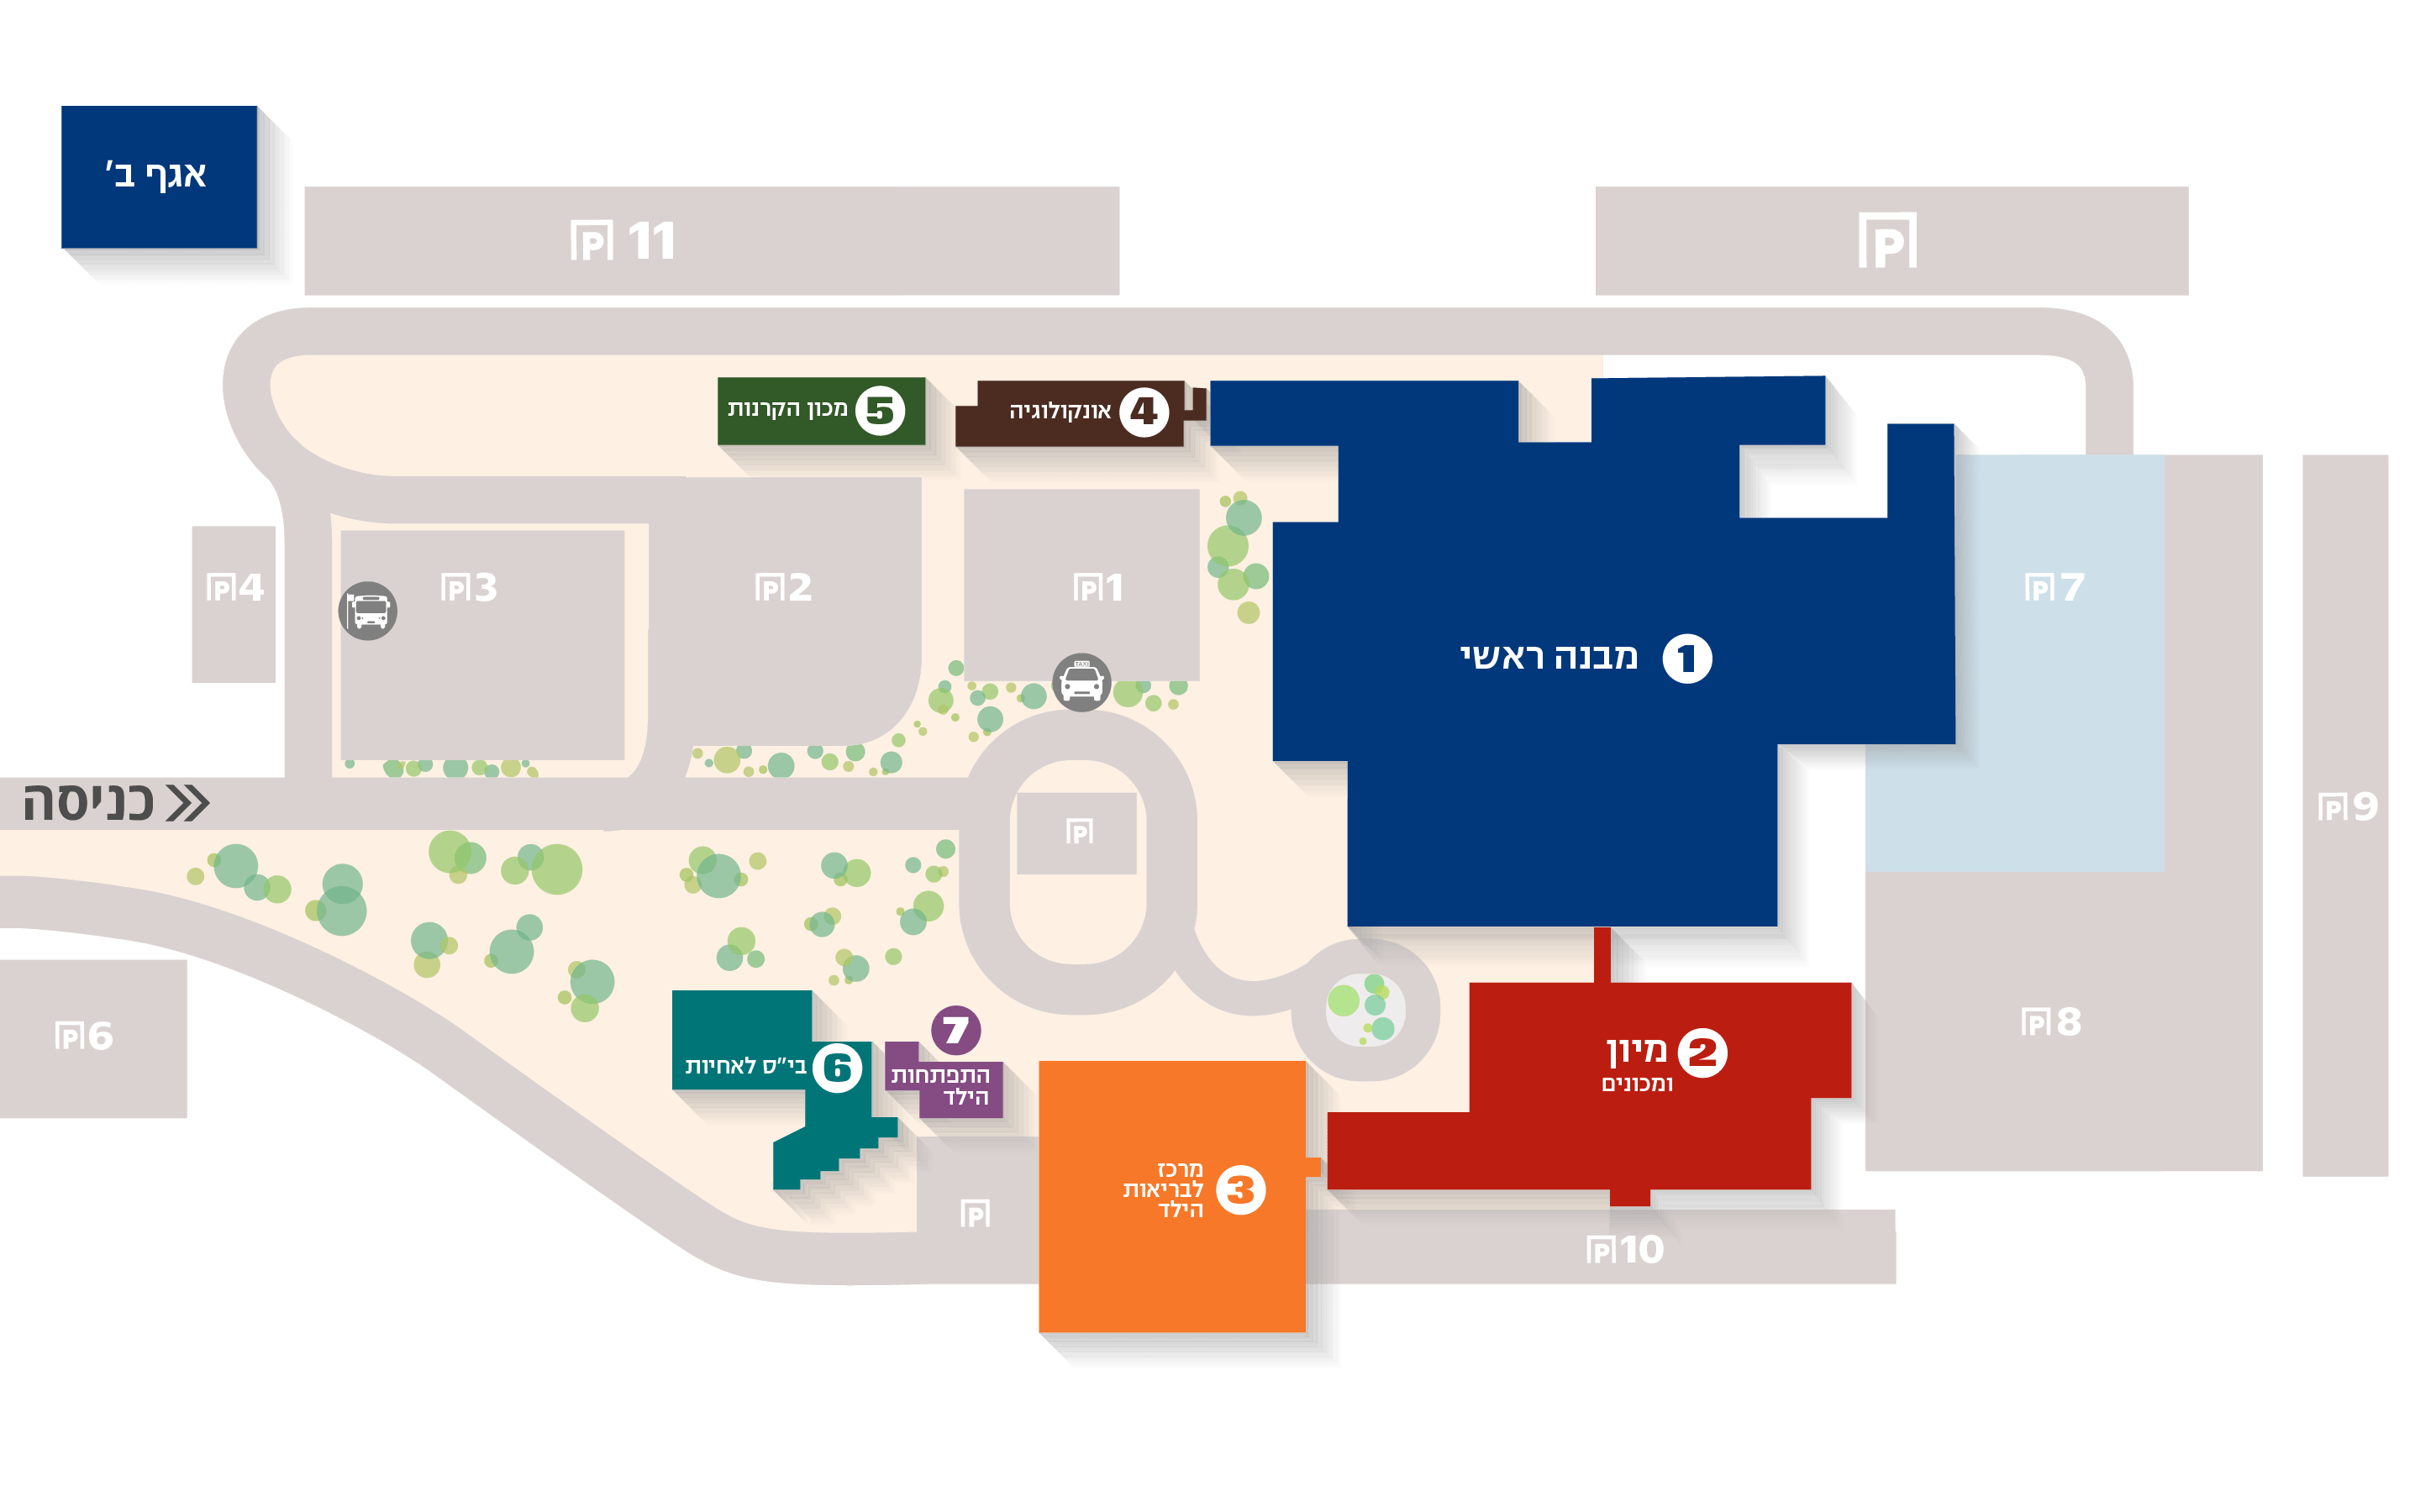 אגף ב'
P 11
P
5 מכון הקרנות
4 אונקולוגיה
P4
P3
P2
P1
TAXI
1 מבנה ראשי
P7
כניסה
P
P9
P6
P8
7
התפתחות
הילד
6 בי"ס לאחיות
2 מיון
ומכונים
3
מרכז
לבריאות
הילד
P
P10